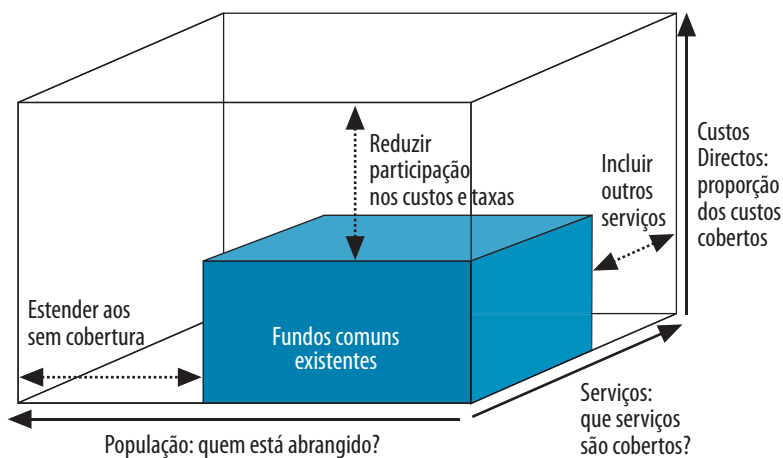 Reduzir
participação
nos custos e taxas
Incluir
outros
serviços
Custos
Directos:
proporção
dos custos
cobertos
Estender aos
sem cobertura
Fundos comuns
existentes
População: quem está abrangido?
Serviços:
que serviços
são cobertos?